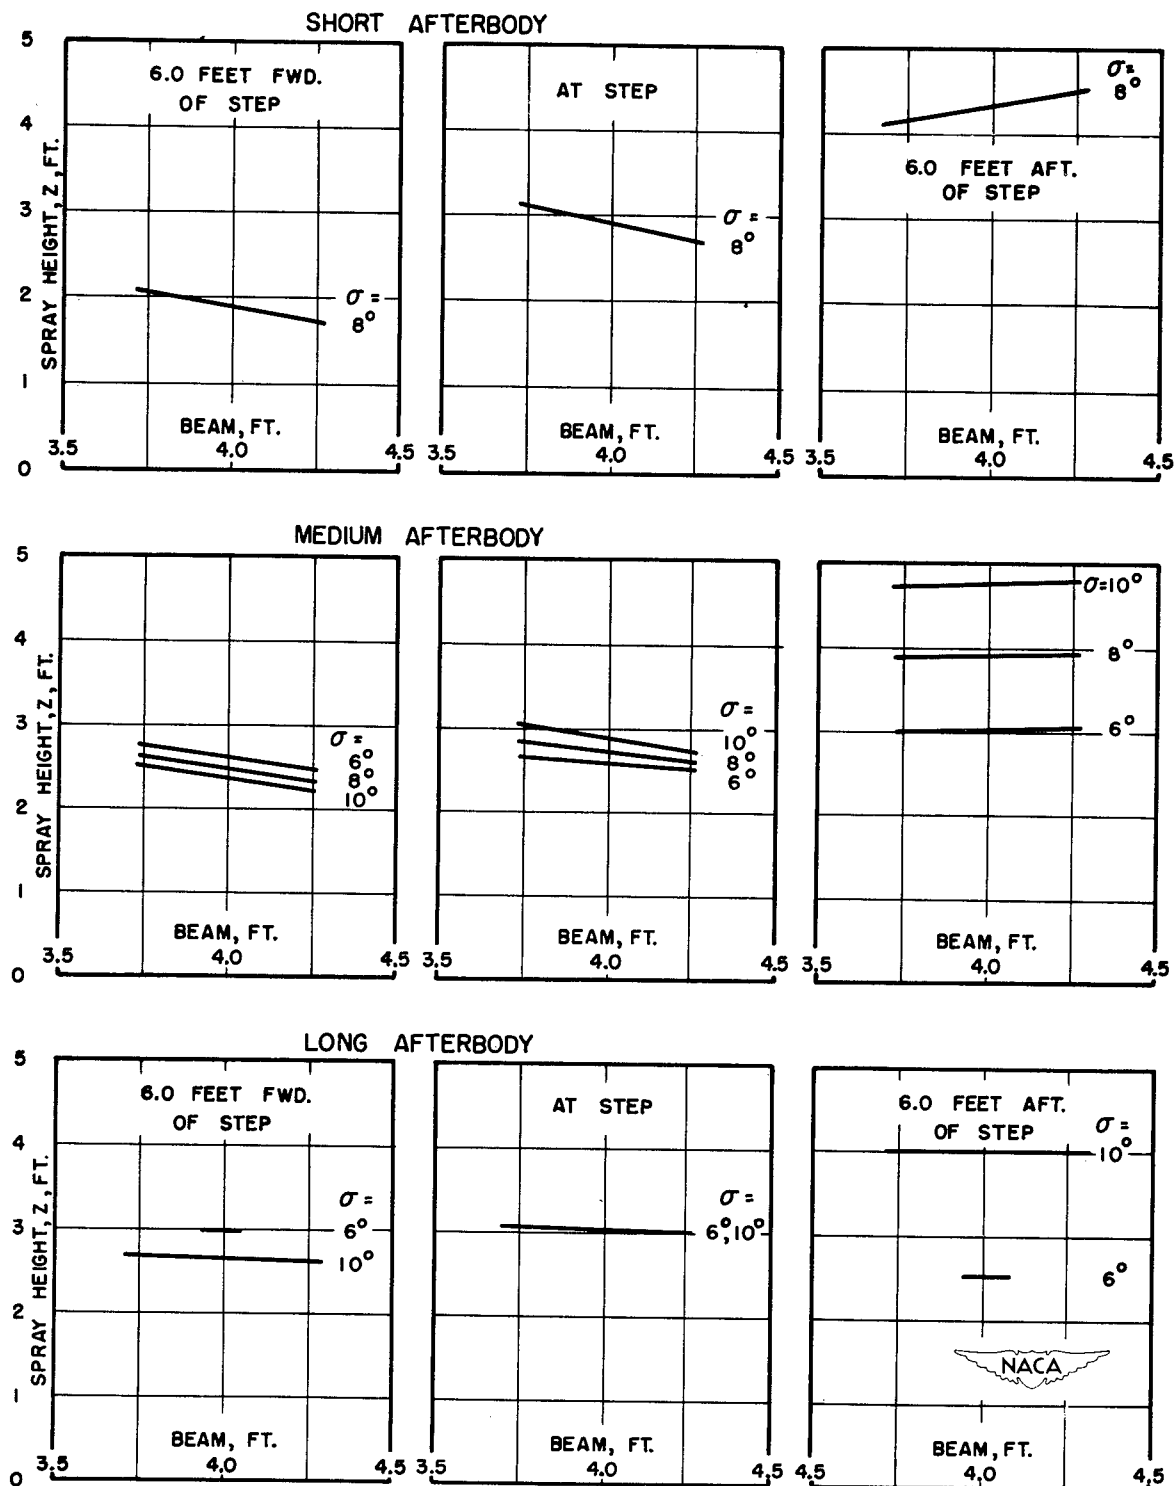 SHORT AFTERBODY
5
4
3
2
1
0
SPRAY HEIGHT, Z, FT.
6.0 FEET FWD.
OF STEP
σ =
8°
BEAM, FT.
3.5 4.0 4.5
AT STEP
σ =
8°
BEAM, FT.
3.5 4.0 4.5
σ=
8°
6.0 FEET AFT.
OF STEP
BEAM, FT.
3.5 4.0 4.5
MEDIUM AFTERBODY
5
4
3
2
1
0
SPRAY HEIGHT, Z, FT.
σ =
6°
8°
10°
BEAM, FT.
3.5 4.0 4.5
σ=
10°
8°
6°
BEAM, FT.
3.5 4.0 4.5
σ=10°
8°
6°
BEAM, FT.
3.5 4.0 4.5
LONG AFTERBODY
5
4
3
2
1
0
SPRAY HEIGHT, Z, FT.
6.0 FEET FWD.
OF STEP
σ =
6°
10°
BEAM, FT.
3.5 4.0 4.5
AT STEP
σ=
6°,10°
BEAM, FT.
3.5 4.0 4.5
6.0 FEET AFT.
OF STEP
σ=
10°
6°
NACA
BEAM, FT.
4.5 4.0 4.5